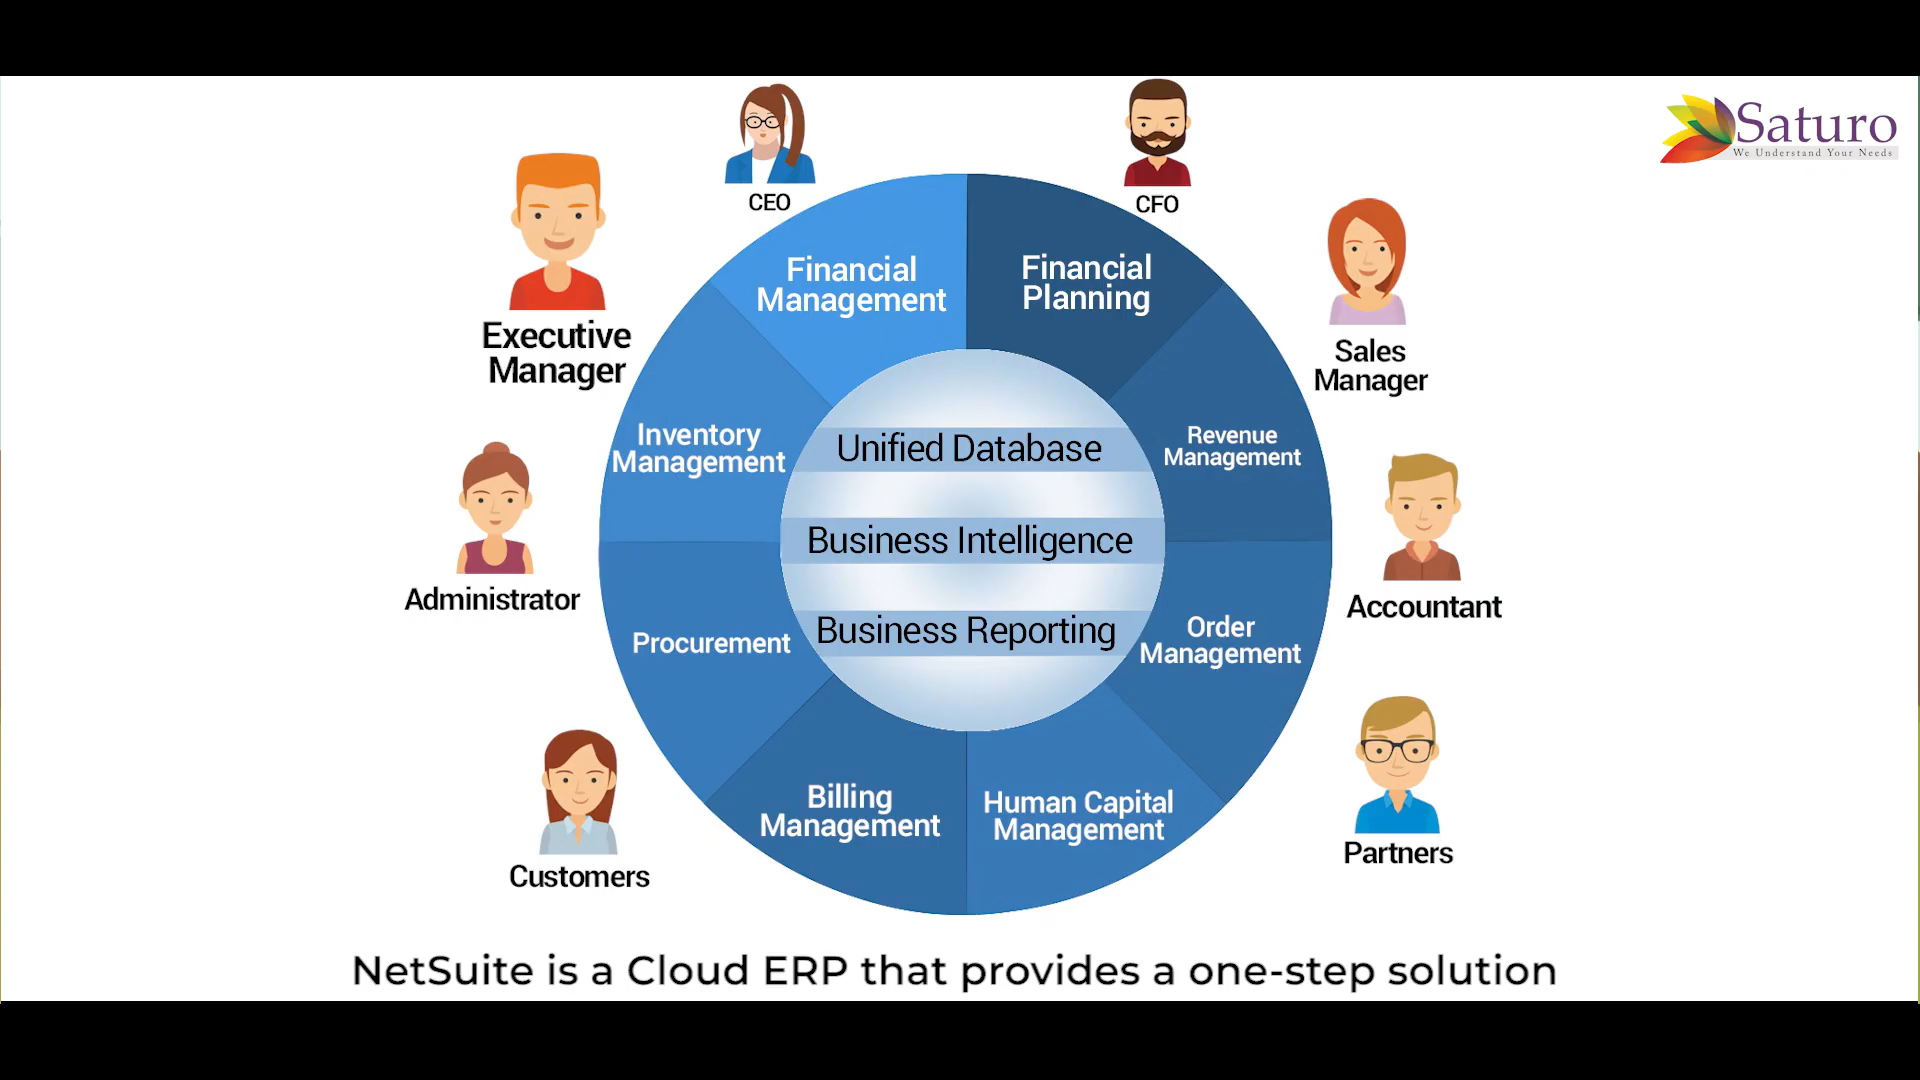 Saturo
We Understand Your Needs
CEO
CFO
Executive
Manager
Financial
Management
Financial
Planning
Sales
Manager
Inventory
Management
Unified Database
Revenue
Management
Business Intelligence
Administrator
Accountant
Procurement
Business Reporting
Order
Management
Billing
Management
Human Capital
Management
Customers
Partners
NetSuite is a Cloud ERP that provides a one-step solution